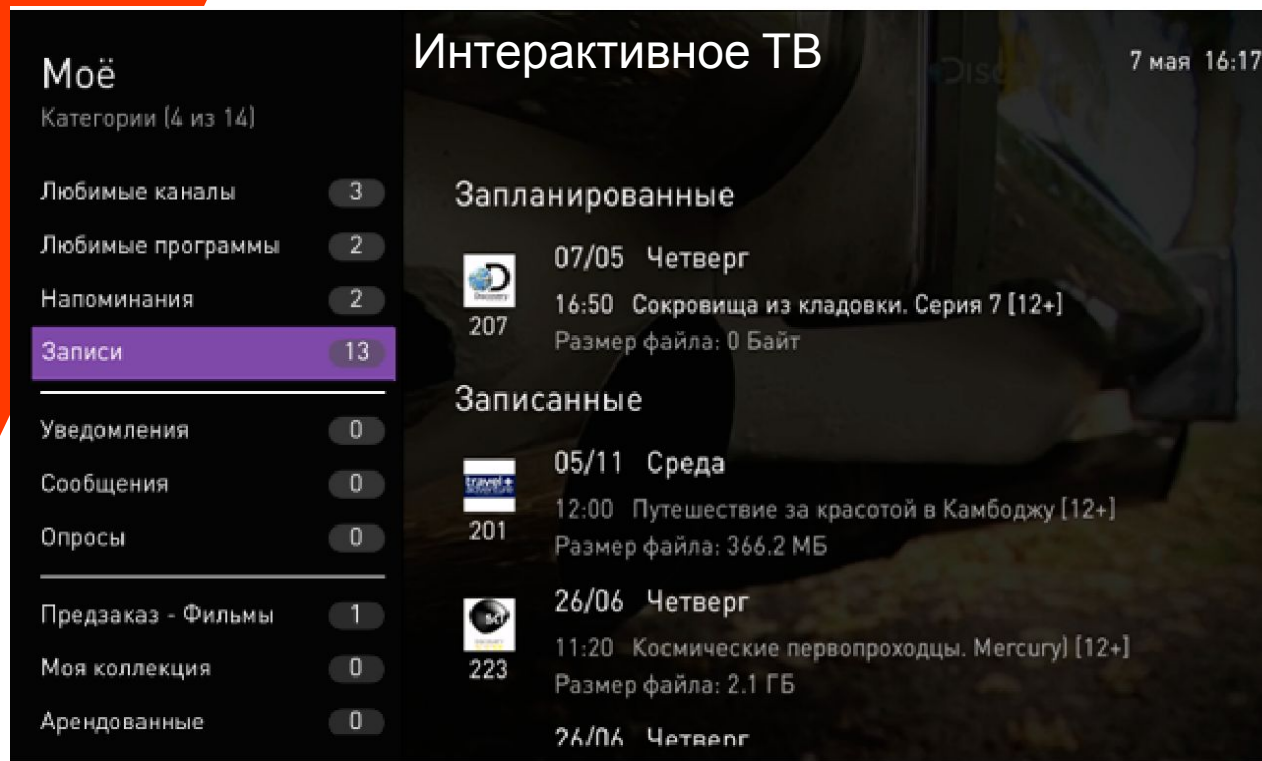 Интерактивное ТВ
7 мая 16:17
Моё
Категории (4 из 14)
Любимые каналы 3
Любимые программы 2
Напоминания 2
Записи 13
Уведомления 0
Сообщения 0
Опросы 0
Предзаказ - Фильмы 1
Моя коллекция 0
Арендованные 0
Запланированные
Discovery
207
07/05 Четверг
16:50 Сокровища из кладовки. Серия 7 [12+]
Размер файла: 0 Байт
Записанные
travel+
adventure
201
05/11 Среда
12:00 Путешествие за красотой в Камбоджу [12+]
Размер файла: 366.2 МБ
223
26/06 Четверг
11:20 Космические первопроходцы. Mercury) [12+]
Размер файла: 2.1 ГБ
26/06 Четверг